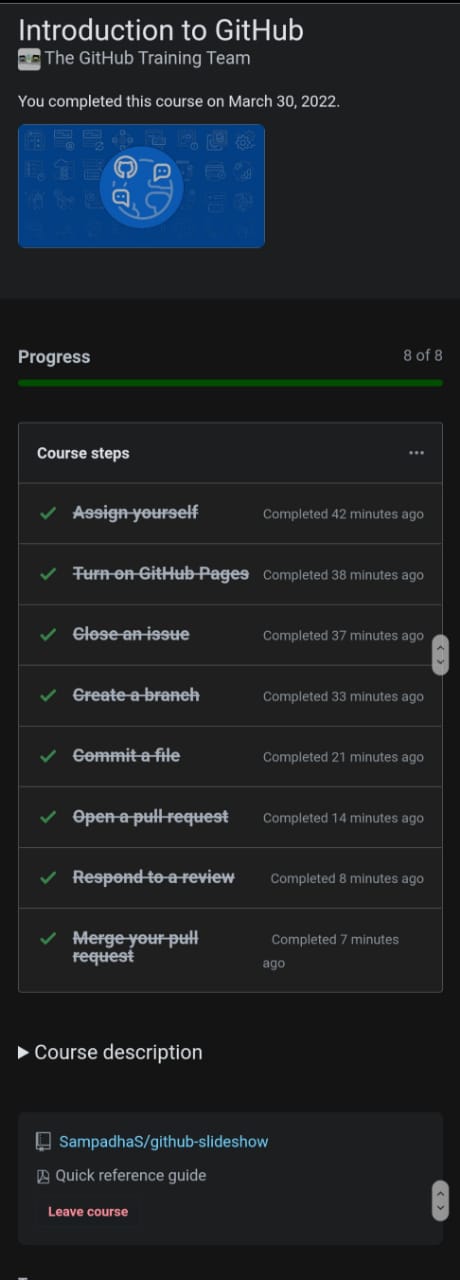 Introduction to GitHub
The GitHub Training Team
You completed this course on March 30, 2022.
Progress 8 of 8
Course steps
Assign yourself Completed 42 minutes ago
Turn on GitHub Pages Completed 38 minutes ago
Close an issue Completed 37 minutes ago
Create a branch Completed 33 minutes ago
Commit a file Completed 21 minutes ago
Open a pull request Completed 14 minutes ago
Respond to a review Completed 8 minutes ago
Merge your pull Completed 7 minutes
request ago
Course description
SampadhaS/github-slideshow
Quick reference guide
Leave course